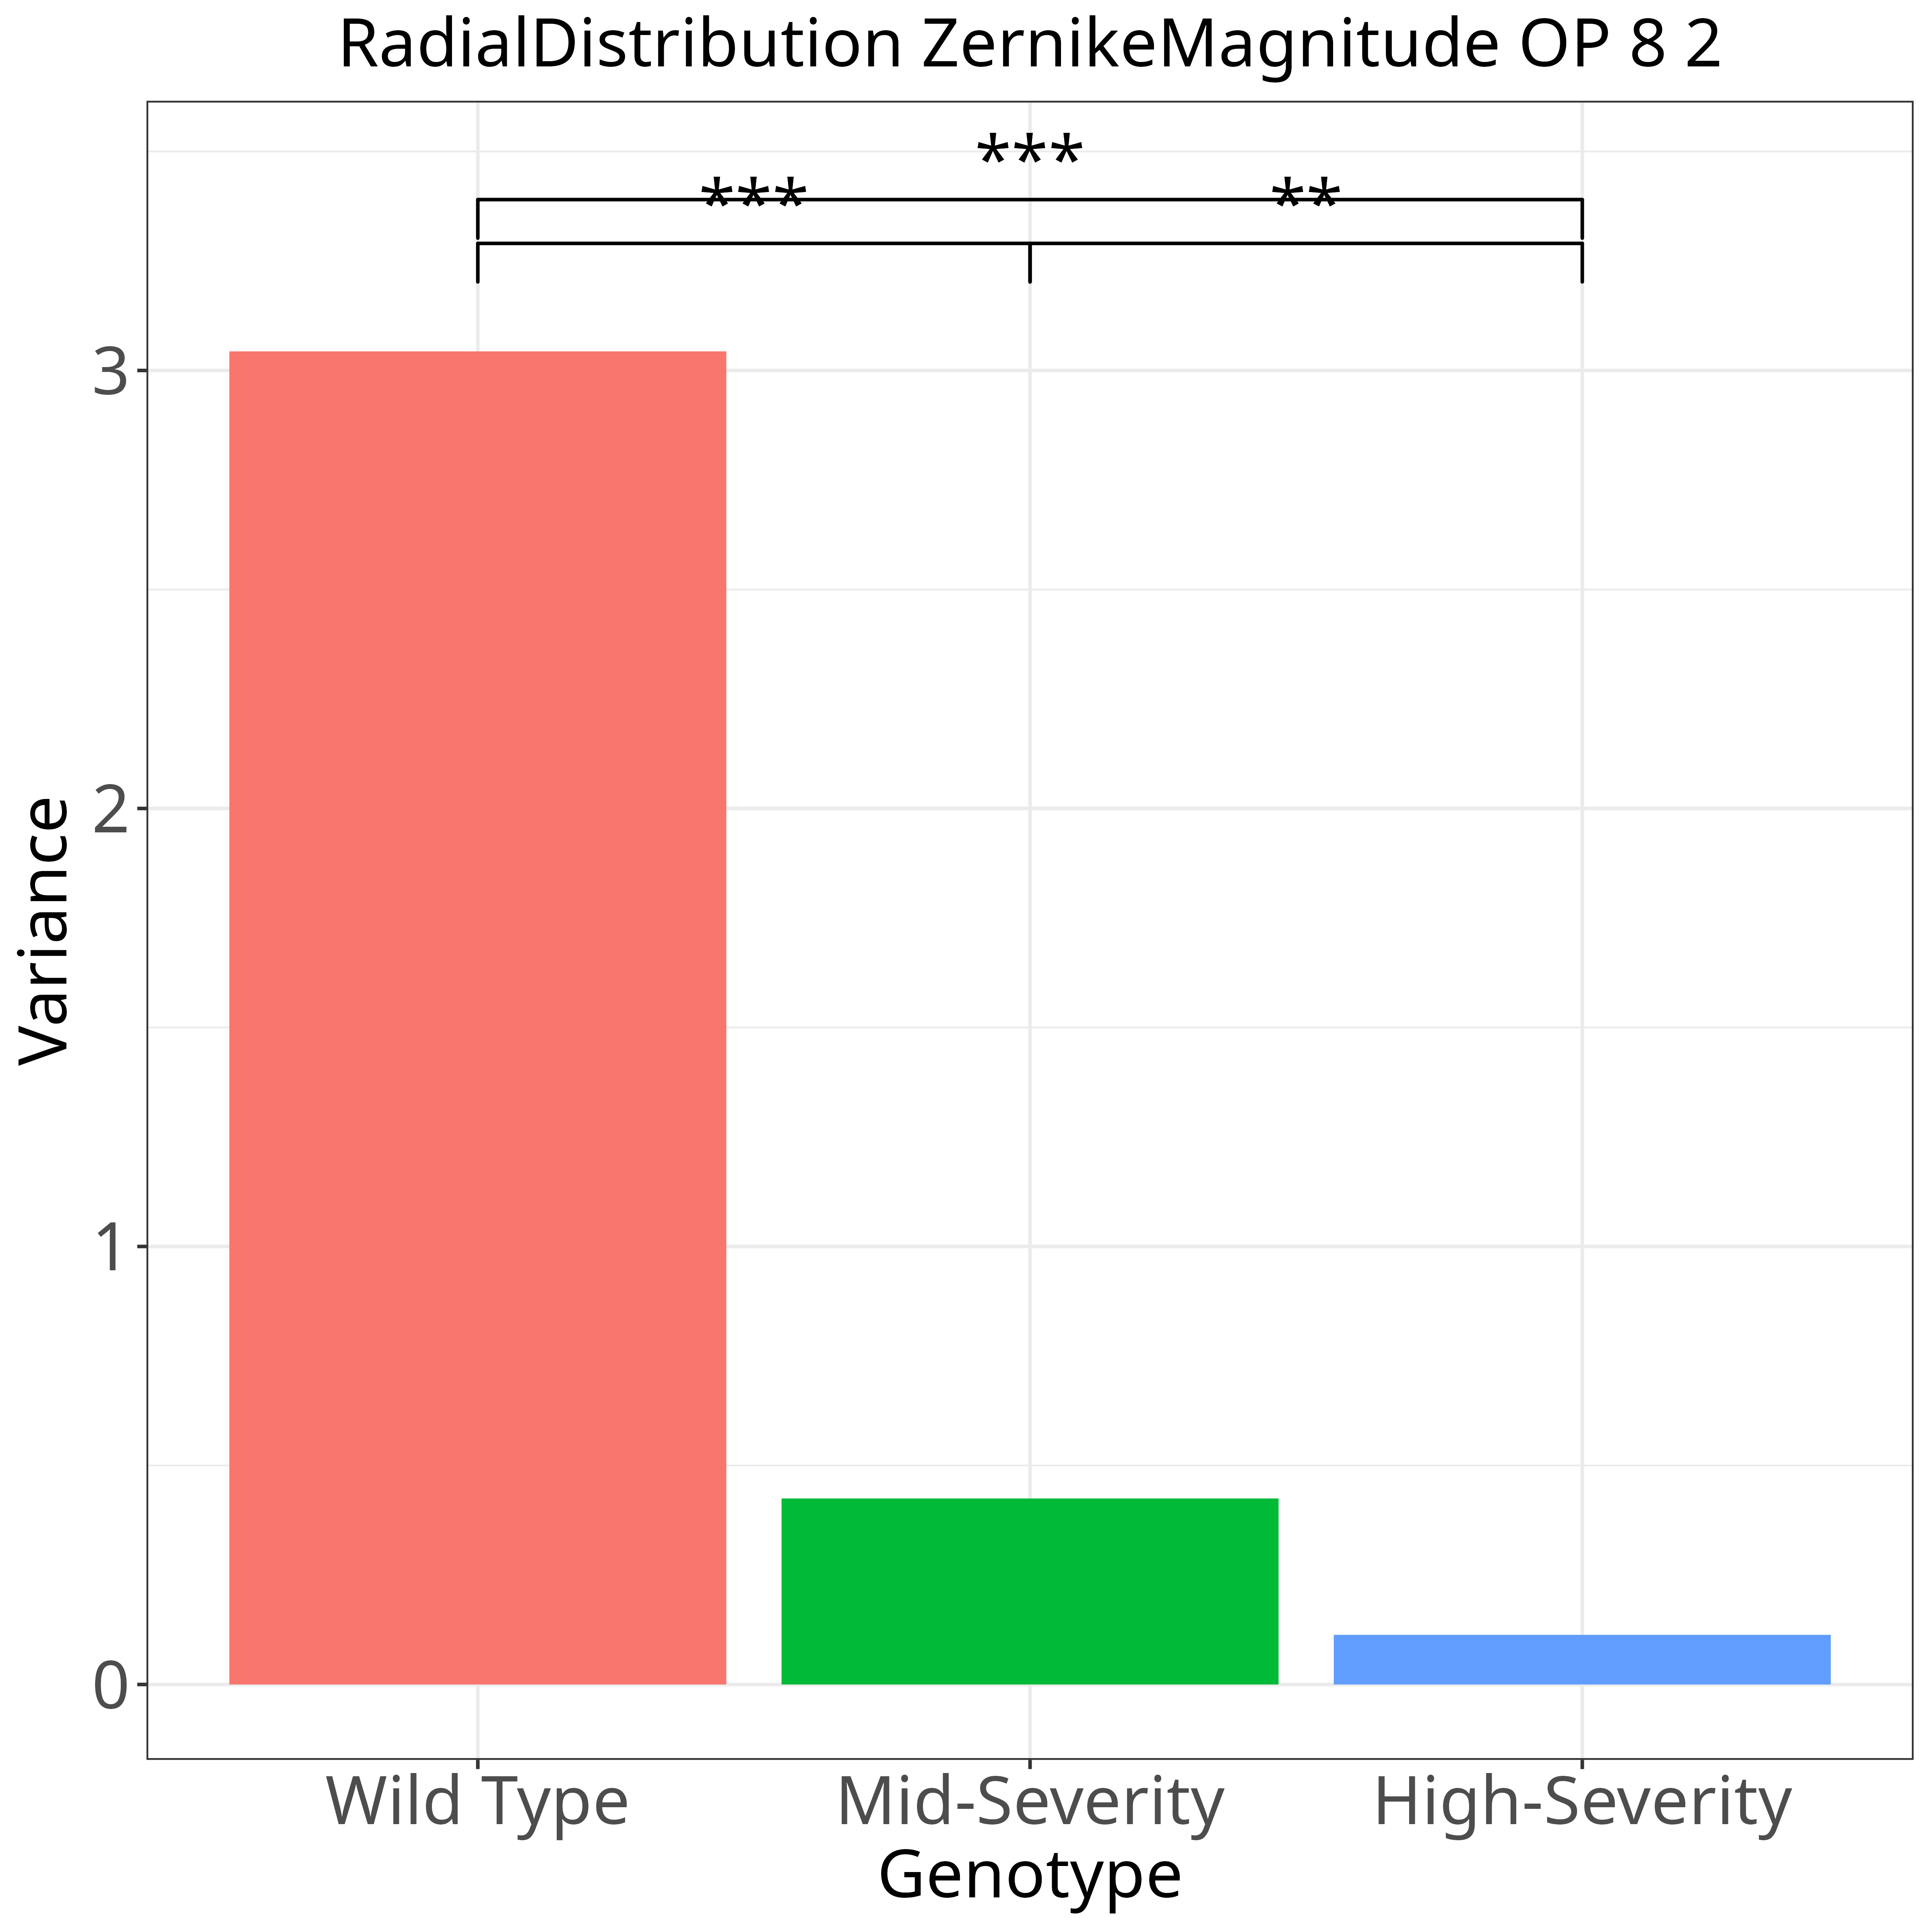 RadialDistribution ZernikeMagnitude OP 8 2
***
*** **
3
2
1
0
Variance
Wild Type Mid-Severity High-Severity
Genotype